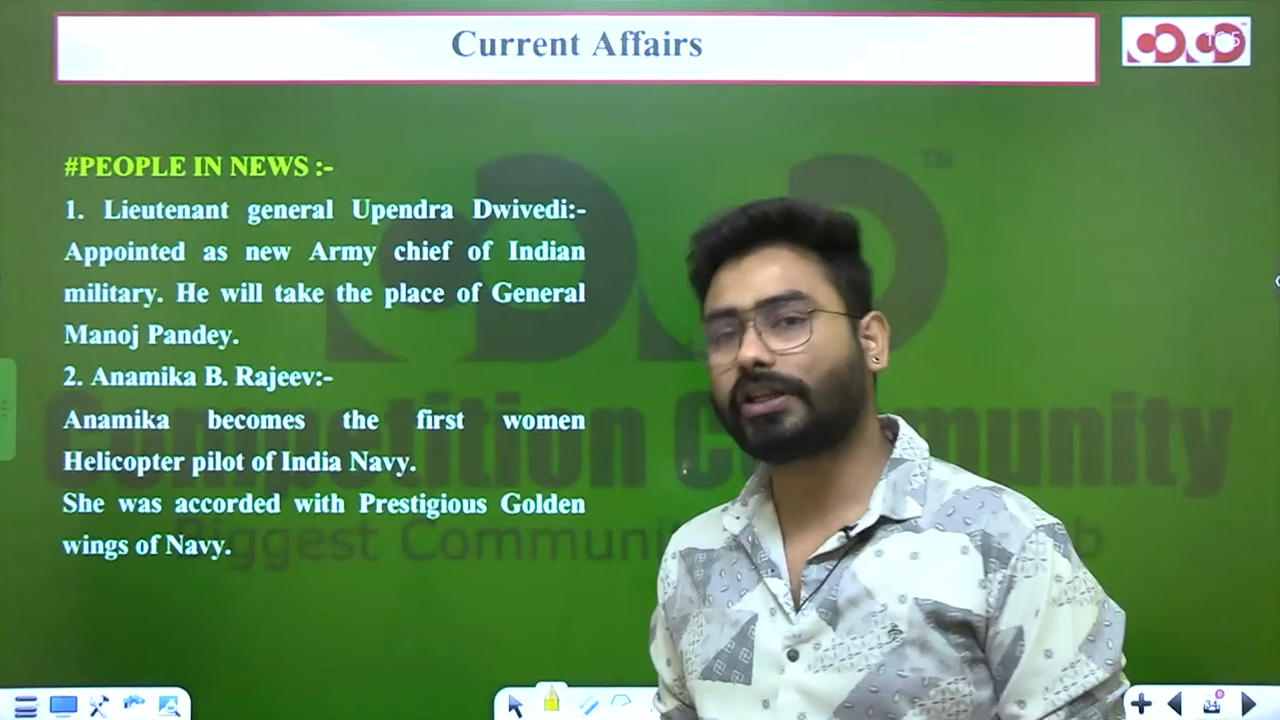 Current Affairs
#PEOPLE IN NEWS :-
1. Lieutenant general Upendra Dwivedi:-
Appointed as new Army chief of Indian
military. He will take the place of General
Manoj Pandey.
2. Anamika B. Rajeev:-
Anamika becomes the first women
Helicopter pilot of India Navy.
She was accorded with Prestigious Golden
wings of Navy.
Competition Community
TM
34